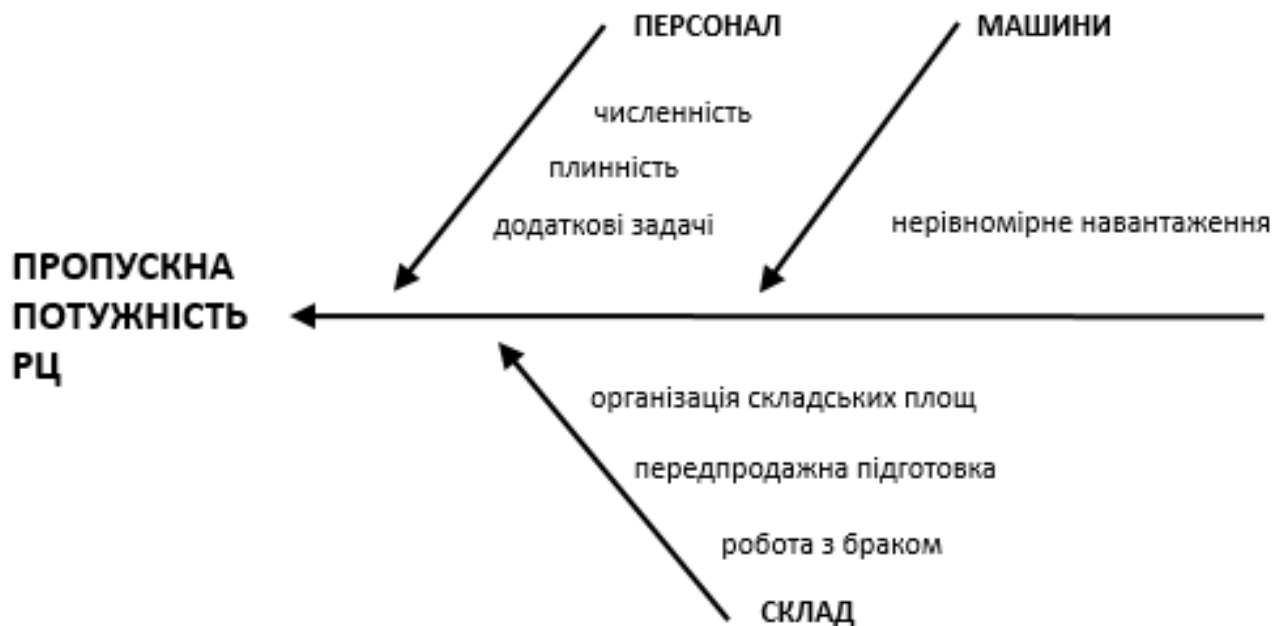 ПЕРСОНАЛ
МАШИНИ
численність
плинність
додаткові задачі
нерівномірне навантаження
ПРОПУСКНА
ПОТУЖНІСТЬ
РЦ
організація складських площ
передпродажна підготовка
робота з браком
СКЛАД